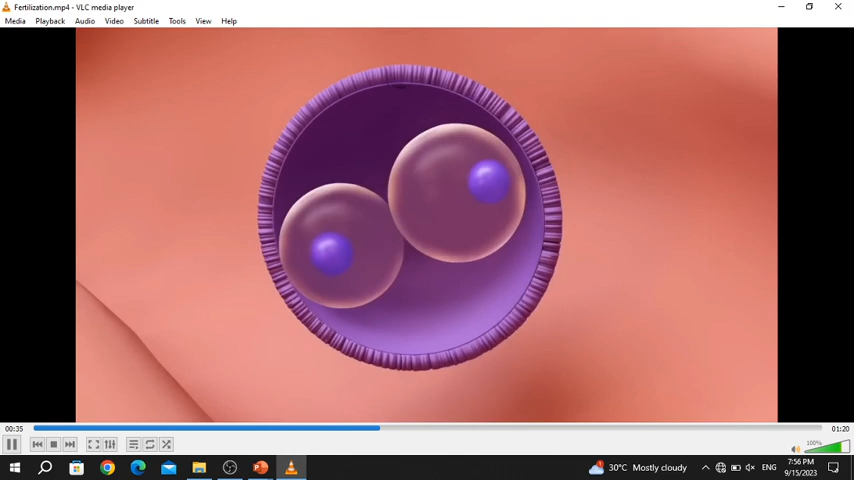 Fertilization.mp4 - VLC media player
Media Playback Audio Video Subtitle Tools View Help
00:35
01:20
100%
30°C Mostly cloudy
ENG
7:56 PM
9/15/2023